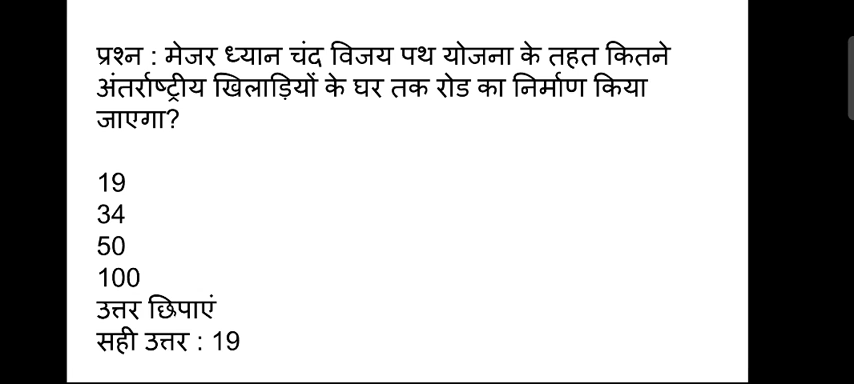 प्रश्न : मेजर ध्यान चंद विजय पथ योजना के तहत कितने
अंतर्राष्ट्रीय खिलाड़ियों के घर तक रोड का निर्माण किया
जाएगा?
19
34
50
100
उत्तर छिपाएं
सही उत्तर : 19